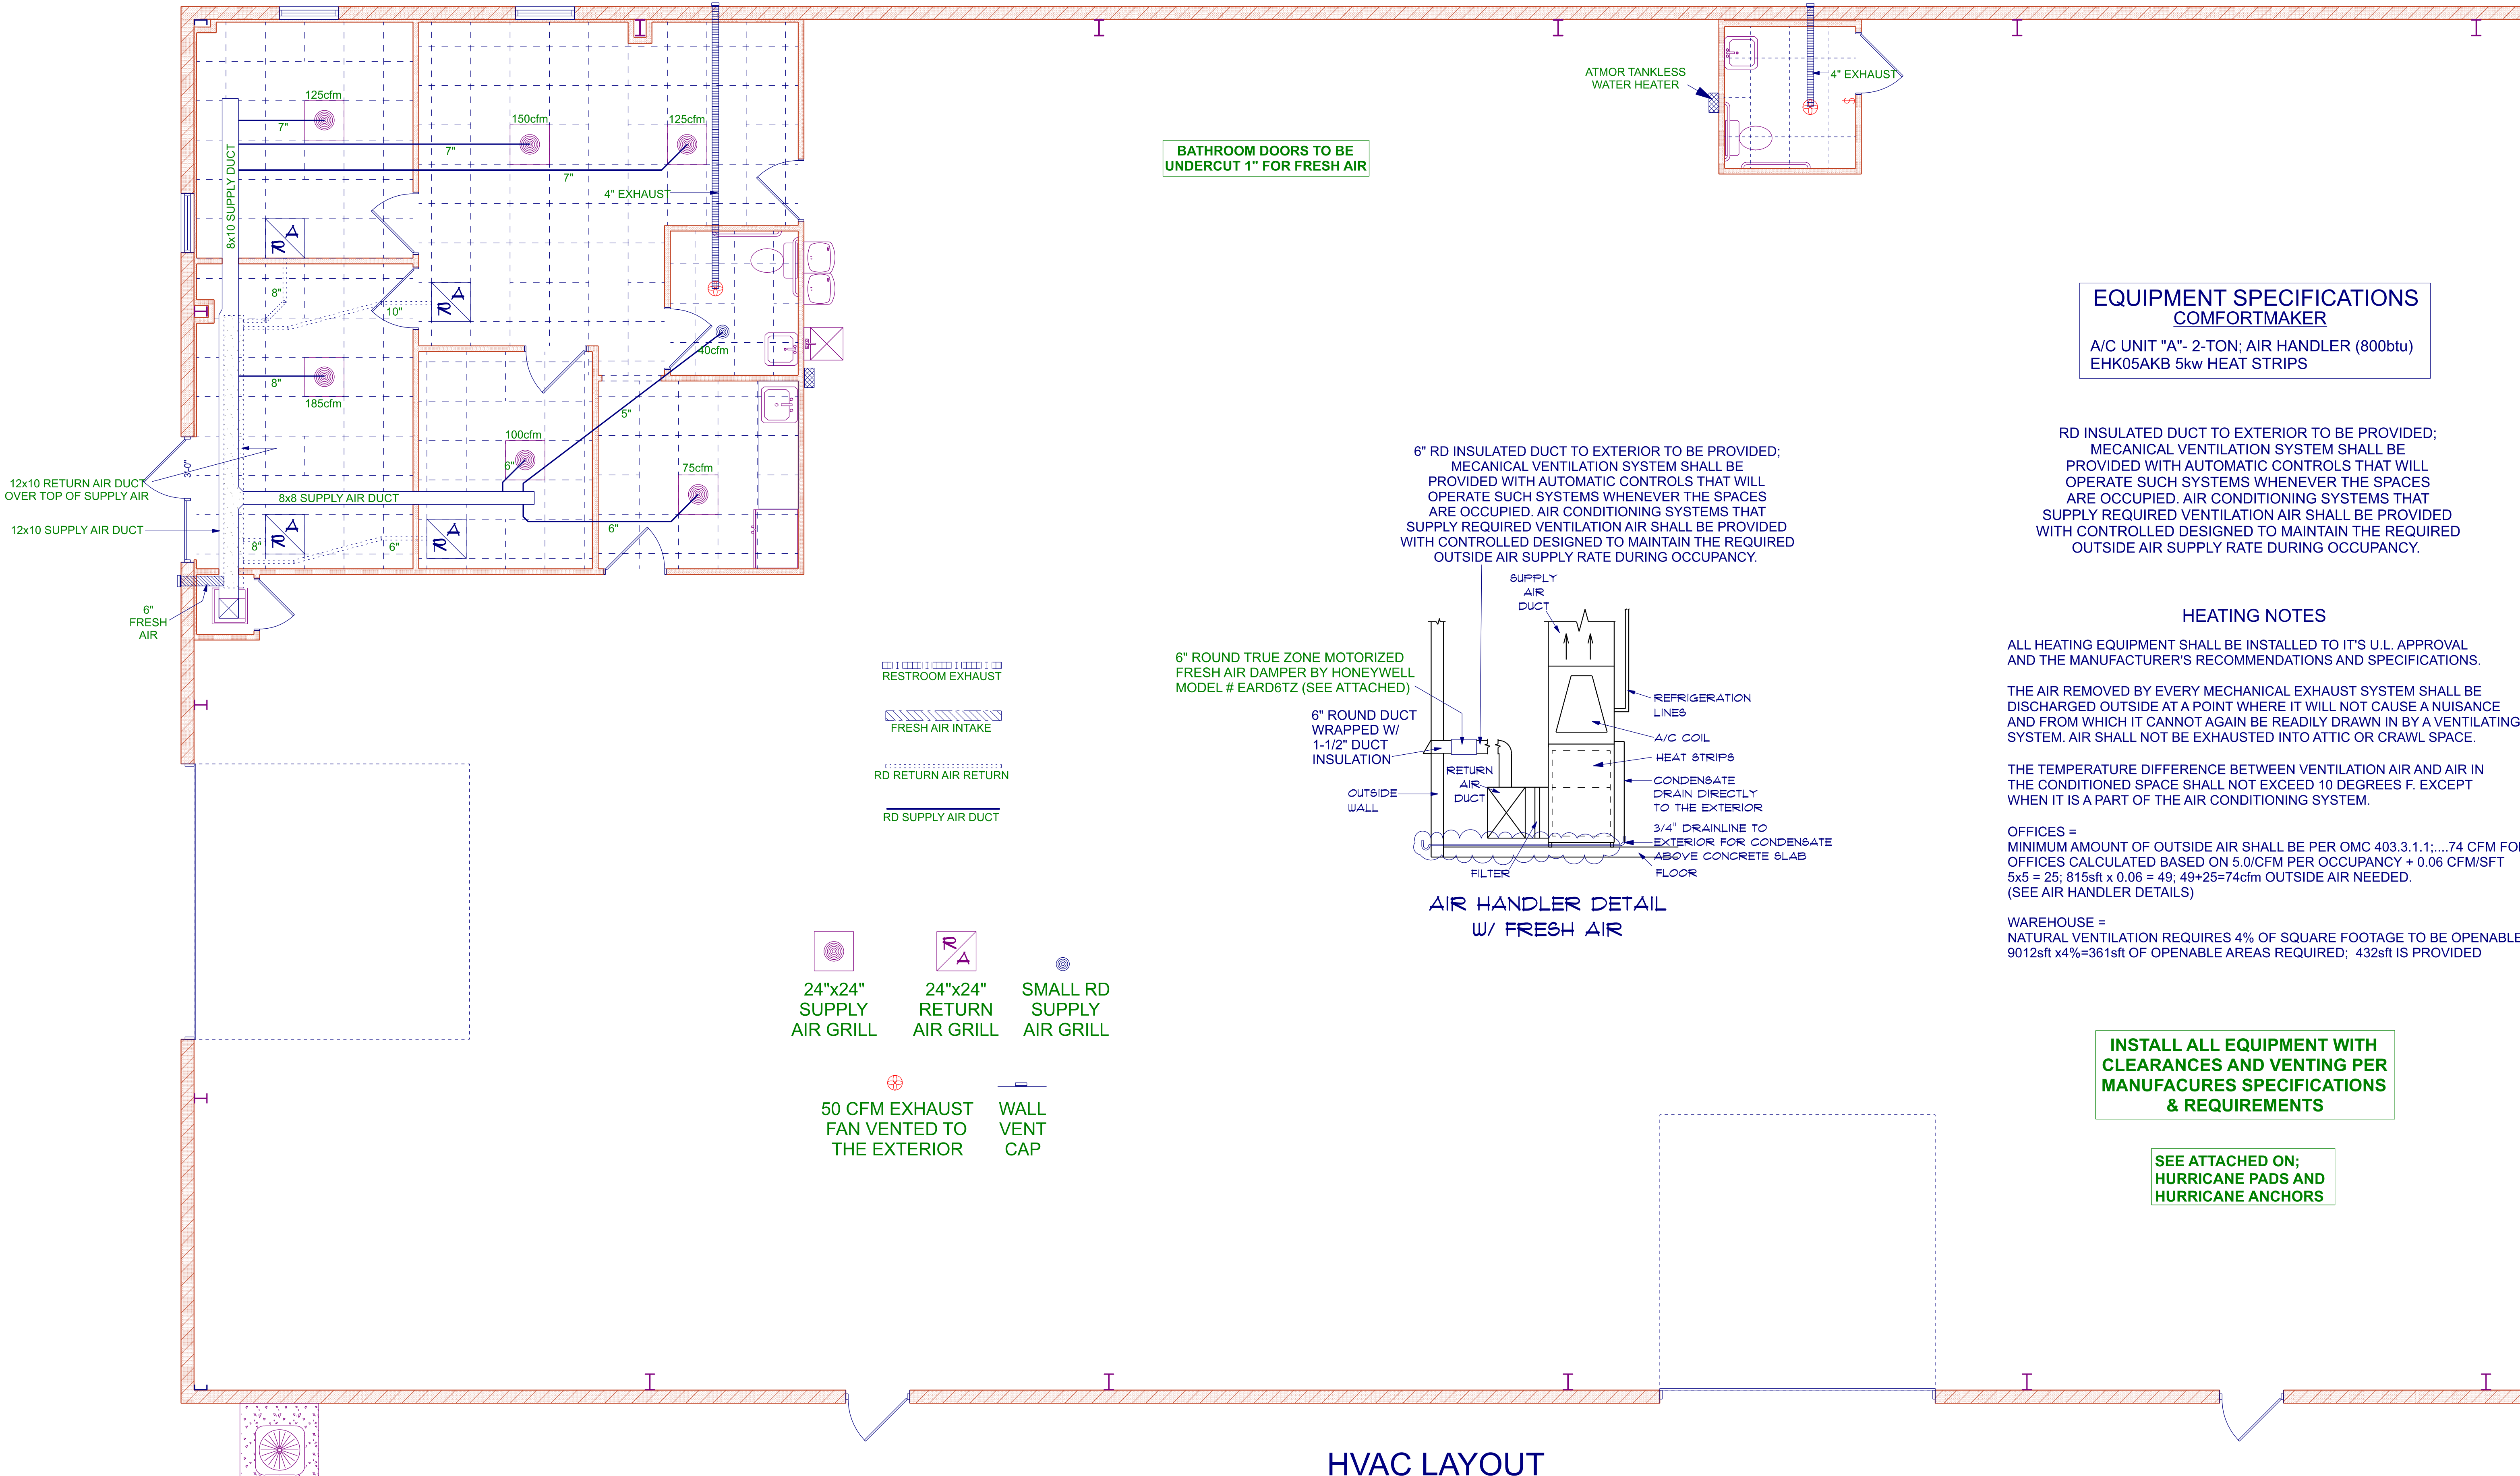 125cfm
7"
150cfm
125cfm
7"
7"
8x10 SUPPLY DUCT
4" EXHAUST
R A
8"
10"
R A
40cfm
8"
185cfm
5"
100cfm
6"
75cfm
3'-0"
12x10 RETURN AIR DUCT
OVER TOP OF SUPPLY AIR
8x8 SUPPLY AIR DUCT
12x10 SUPPLY AIR DUCT
6"
R A
8"
6"
R A
6"
FRESH
AIR
ATMOR TANKLESS
WATER HEATER
4" EXHAUST
$
BATHROOM DOORS TO BE
UNDERCUT 1" FOR FRESH AIR
EQUIPMENT SPECIFICATIONS
COMFORTMAKER
A/C UNIT "A"- 2-TON; AIR HANDLER (800btu)
EHK05AKB 5kw HEAT STRIPS
6" RD INSULATED DUCT TO EXTERIOR TO BE PROVIDED;
MECANICAL VENTILATION SYSTEM SHALL BE
PROVIDED WITH AUTOMATIC CONTROLS THAT WILL
OPERATE SUCH SYSTEMS WHENEVER THE SPACES
ARE OCCUPIED. AIR CONDITIONING SYSTEMS THAT
SUPPLY REQUIRED VENTILATION AIR SHALL BE PROVIDED
WITH CONTROLLED DESIGNED TO MAINTAIN THE REQUIRED
OUTSIDE AIR SUPPLY RATE DURING OCCUPANCY.
RD INSULATED DUCT TO EXTERIOR TO BE PROVIDED;
MECANICAL VENTILATION SYSTEM SHALL BE
PROVIDED WITH AUTOMATIC CONTROLS THAT WILL
OPERATE SUCH SYSTEMS WHENEVER THE SPACES
ARE OCCUPIED. AIR CONDITIONING SYSTEMS THAT
SUPPLY REQUIRED VENTILATION AIR SHALL BE PROVIDED
WITH CONTROLLED DESIGNED TO MAINTAIN THE REQUIRED
OUTSIDE AIR SUPPLY RATE DURING OCCUPANCY.
SUPPLY
AIR
DUCT
6" ROUND TRUE ZONE MOTORIZED
FRESH AIR DAMPER BY HONEYWELL
MODEL # EARD6TZ (SEE ATTACHED)
6" ROUND DUCT
WRAPPED W/
1-1/2" DUCT
INSULATION
OUTSIDE
WALL
RETURN
AIR
DUCT
REFRIGERATION
LINES
A/C COIL
HEAT STRIPS
CONDENSATE
DRAIN DIRECTLY
TO THE EXTERIOR
3/4" DRAINLINE TO
EXTERIOR FOR CONDENSATE
ABOVE CONCRETE SLAB
FILTER
FLOOR
AIR HANDLER DETAIL
W/ FRESH AIR
HEATING NOTES
ALL HEATING EQUIPMENT SHALL BE INSTALLED TO IT'S U.L. APPROVAL
AND THE MANUFACTURER'S RECOMMENDATIONS AND SPECIFICATIONS.
THE AIR REMOVED BY EVERY MECHANICAL EXHAUST SYSTEM SHALL BE
DISCHARGED OUTSIDE AT A POINT WHERE IT WILL NOT CAUSE A NUISANCE
AND FROM WHICH IT CANNOT AGAIN BE READILY DRAWN IN BY A VENTILATING
SYSTEM. AIR SHALL NOT BE EXHAUSTED INTO ATTIC OR CRAWL SPACE.
THE TEMPERATURE DIFFERENCE BETWEEN VENTILATION AIR AND AIR IN
THE CONDITIONED SPACE SHALL NOT EXCEED 10 DEGREES F. EXCEPT
WHEN IT IS A PART OF THE AIR CONDITIONING SYSTEM.
OFFICES =
MINIMUM AMOUNT OF OUTSIDE AIR SHALL BE PER OMC 403.3.1.1;....74 CFM FO
OFFICES CALCULATED BASED ON 5.0/CFM PER OCCUPANCY + 0.06 CFM/SFT
5x5 = 25; 815sft x 0.06 = 49; 49+25=74cfm OUTSIDE AIR NEEDED.
(SEE AIR HANDLER DETAILS)
WAREHOUSE =
NATURAL VENTILATION REQUIRES 4% OF SQUARE FOOTAGE TO BE OPENABLE
9012sft x4%=361sft OF OPENABLE AREAS REQUIRED; 432sft IS PROVIDED
RESTROOM EXHAUST
FRESH AIR INTAKE
RD RETURN AIR RETURN
RD SUPPLY AIR DUCT
R A
24"x24"
SUPPLY
AIR GRILL
24"x24"
RETURN
AIR GRILL
SMALL RD
SUPPLY
AIR GRILL
50 CFM EXHAUST
FAN VENTED TO
THE EXTERIOR
WALL
VENT
CAP
INSTALL ALL EQUIPMENT WITH
CLEARANCES AND VENTING PER
MANUFACURES SPECIFICATIONS
& REQUIREMENTS
SEE ATTACHED ON;
HURRICANE PADS AND
HURRICANE ANCHORS
HVAC LAYOUT